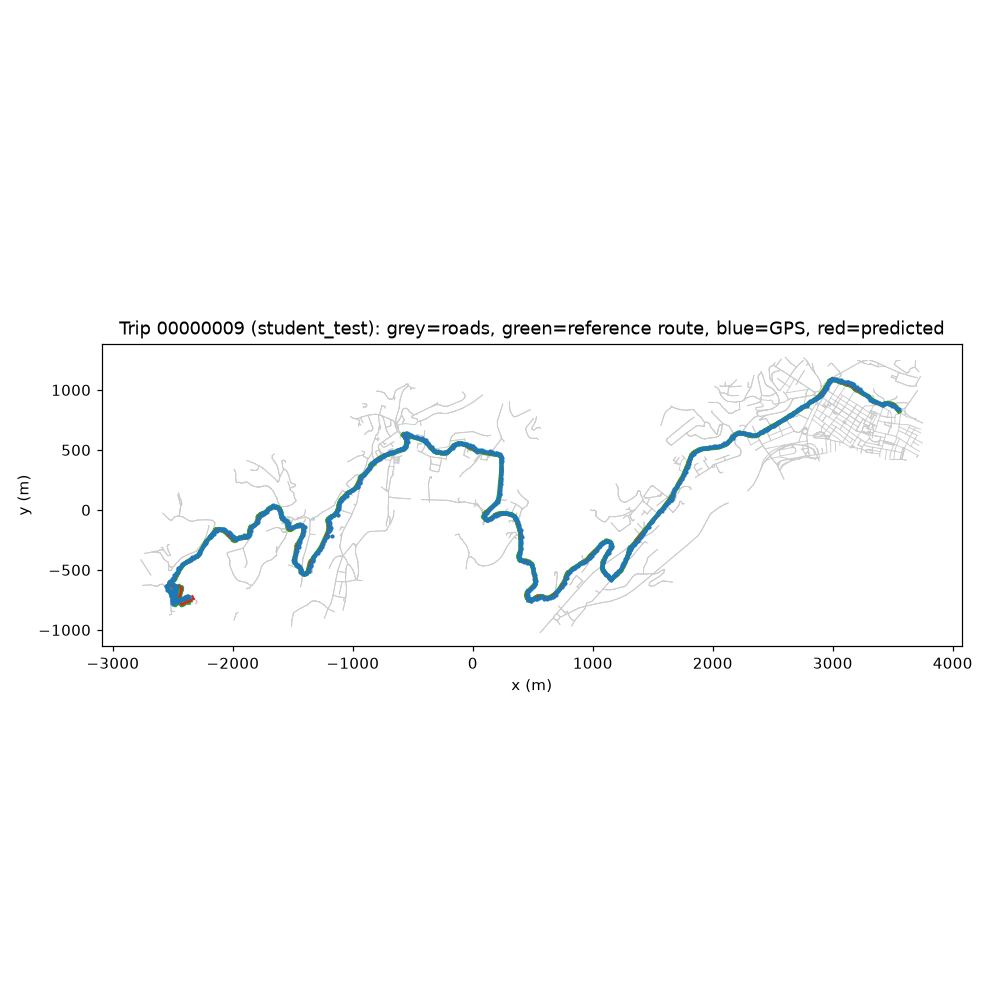 Trip 00000009 (student_test): grey=roads, green=reference route, blue=GPS, red=predicted
1000
500
0
−500
−1000
y (m)
−3000 −2000 −1000 0 1000 2000 3000 4000
x (m)